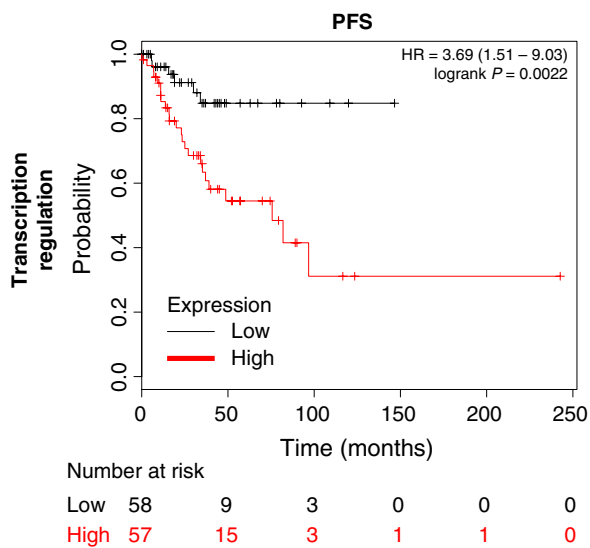 PFS
HR = 3.69 (1.51 – 9.03)
logrank P = 0.0022
Transcription
regulation
Probability
1.0
0.8
0.6
0.4
0.2
0.0
Expression
Low
High
0 50 100 150 200 250
Time (months)
Number at risk
Low 58 9 3 0 0 0
High 57 15 3 1 1 0